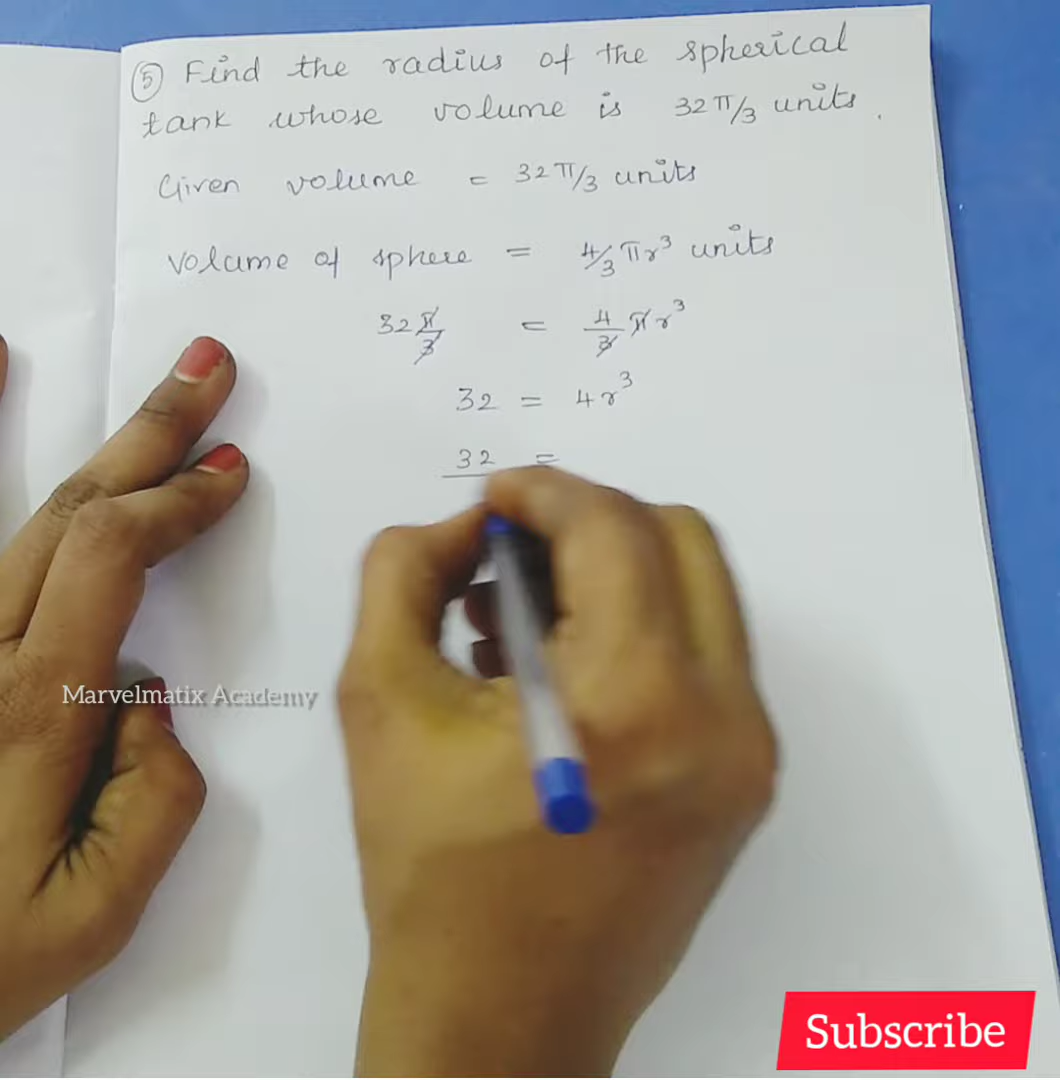 5 Find the radius of the spherical
tank whose volume is 32π/3 units.
Given volume = 32π/3 units
Volume of sphere = 4/3 πr³ units
32 π/3 = 4/3 πr³
32 = 4r³
32 =
Marvelmatix Academy
Subscribe